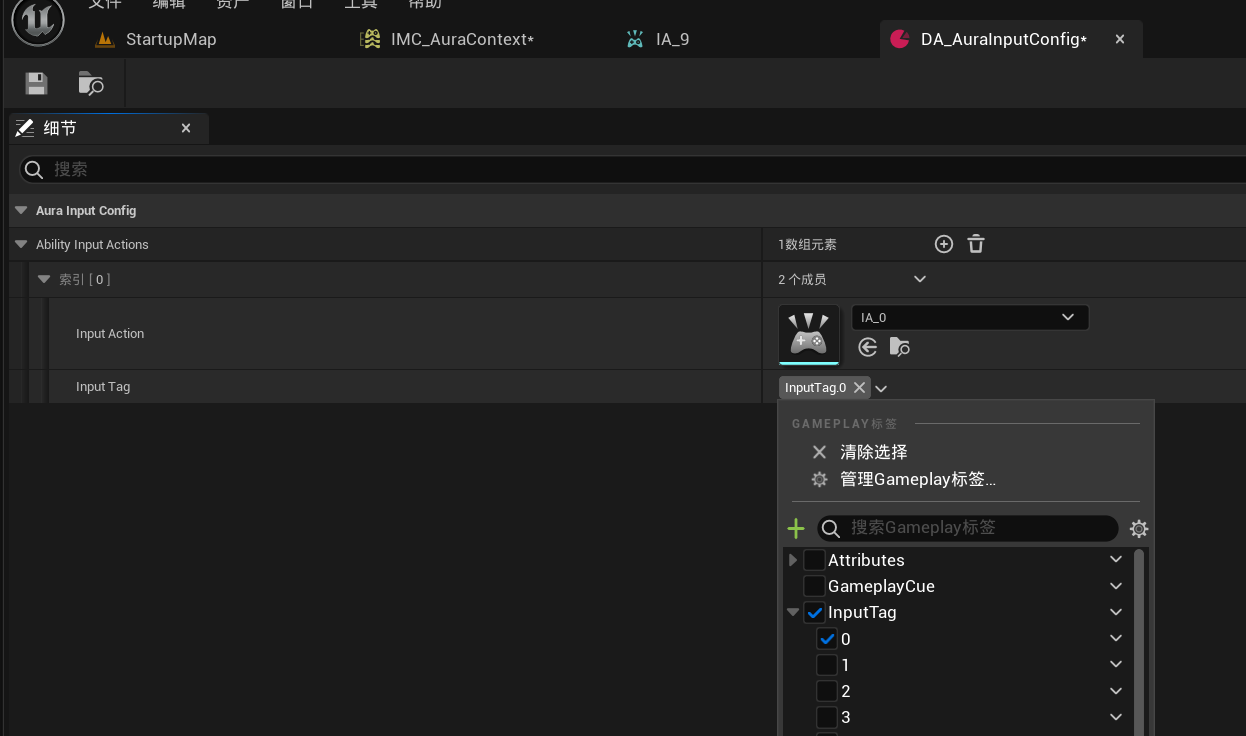 文件 编辑 资产 窗口 工具 帮助
StartupMap IMC_AuraContext* IA_9 DA_AuraInputConfig*
细节
搜索
Aura Input Config
Ability Input Actions 1数组元素
索引 [ 0 ] 2 个成员
Input Action IA_0
Input Tag InputTag.0
GAMEPLAY标签
清除选择
管理Gameplay标签...
搜索Gameplay标签
Attributes
GameplayCue
InputTag
0
1
2
3